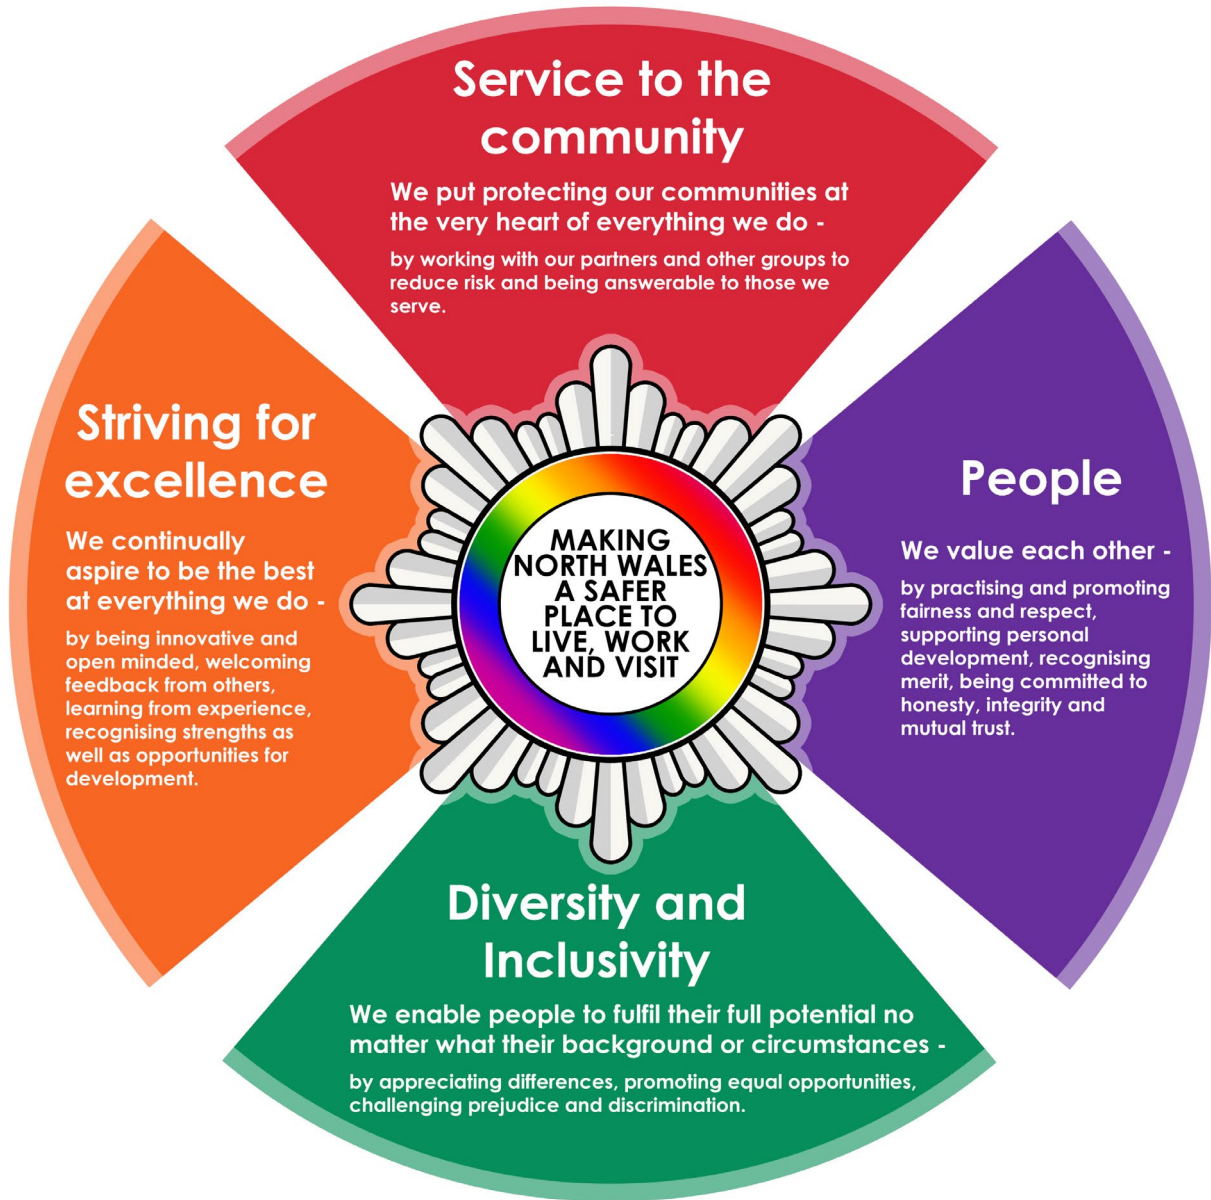 Service to the
community
We put protecting our communities at
the very heart of everything we do -
by working with our partners and other groups to
reduce risk and being answerable to those we
serve.
Striving for
excellence
We continually
aspire to be the best
at everything we do -
by being innovative and
open minded, welcoming
feedback from others,
learning from experience,
recognising strengths as
well as opportunities for
development.
MAKING
NORTH WALES
A SAFER
PLACE TO
LIVE, WORK
AND VISIT
People
We value each other -
by practising and promoting
fairness and respect,
supporting personal
development, recognising
merit, being committed to
honesty, integrity and
mutual trust.
Diversity and
Inclusivity
We enable people to fulfil their full potential no
matter what their background or circumstances -
by appreciating differences, promoting equal opportunities,
challenging prejudice and discrimination.